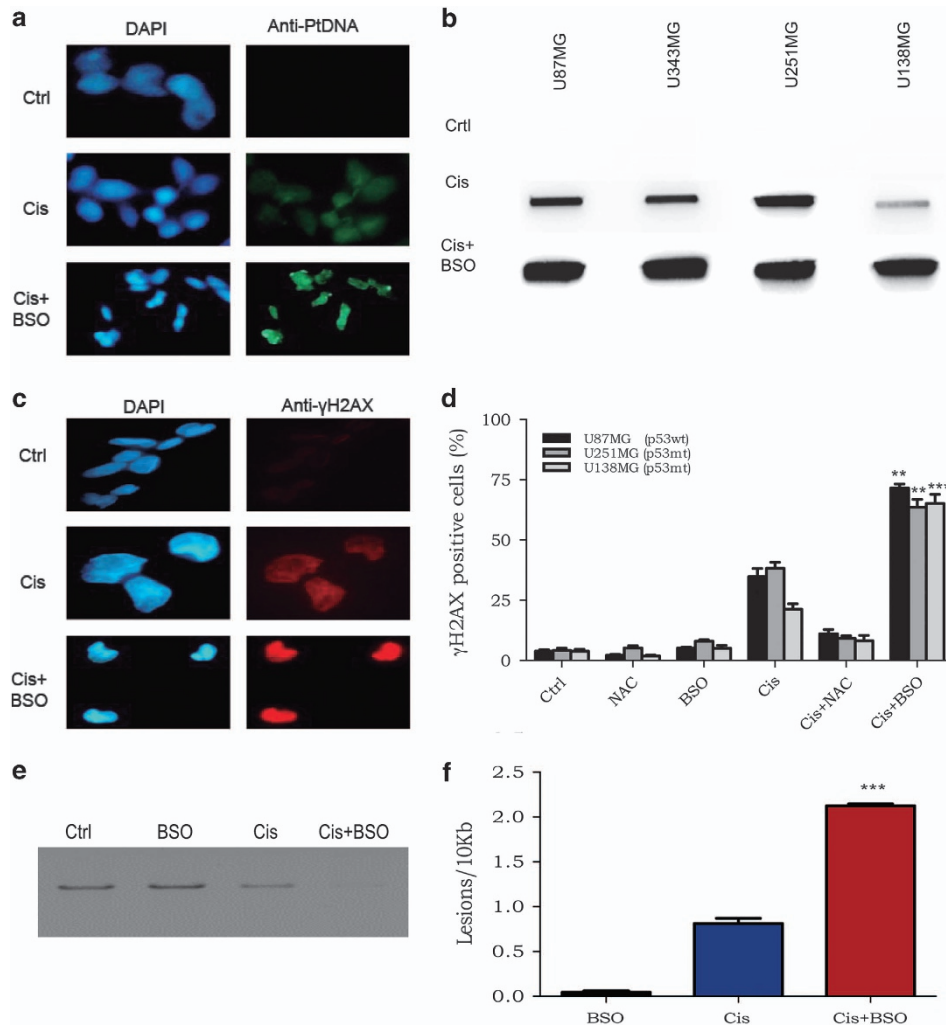 a
DAPI Anti-PtDNA
Ctrl
Cis
Cis+
BSO
b
U87MG U343MG U251MG U138MG
Crtl
Cis
Cis+
BSO
c
DAPI Anti-γH2AX
Ctrl
Cis
Cis+
BSO
d
γH2AX positive cells (%)
100
75
50
25
0
U87MG (p53wt)
U251MG (p53mt)
U138MG (p53mt)
** ** ***
Ctrl NAC BSO Cis Cis+NAC Cis+BSO
e
Ctrl BSO Cis Cis+BSO
f
Lesions/10Kb
2.5
2.0
1.5
1.0
0.5
0.0
***
BSO Cis Cis+BSO